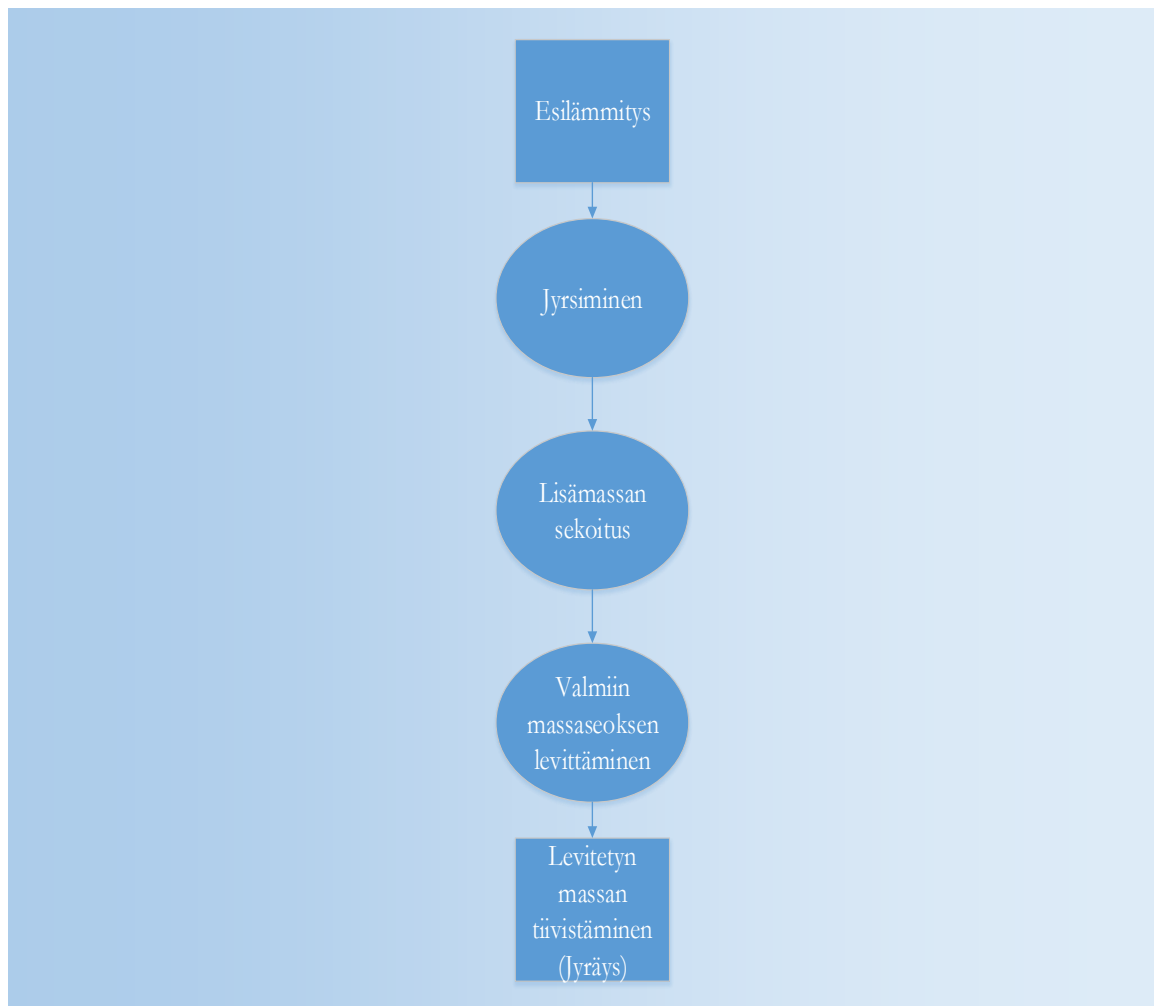 Esilämmitys
Jyrsiminen
Lisämassan
sekoitus
Valmiin
massaseoksen
levittäminen
Levitetyn
massan
tiivistäminen
(Jyräys)